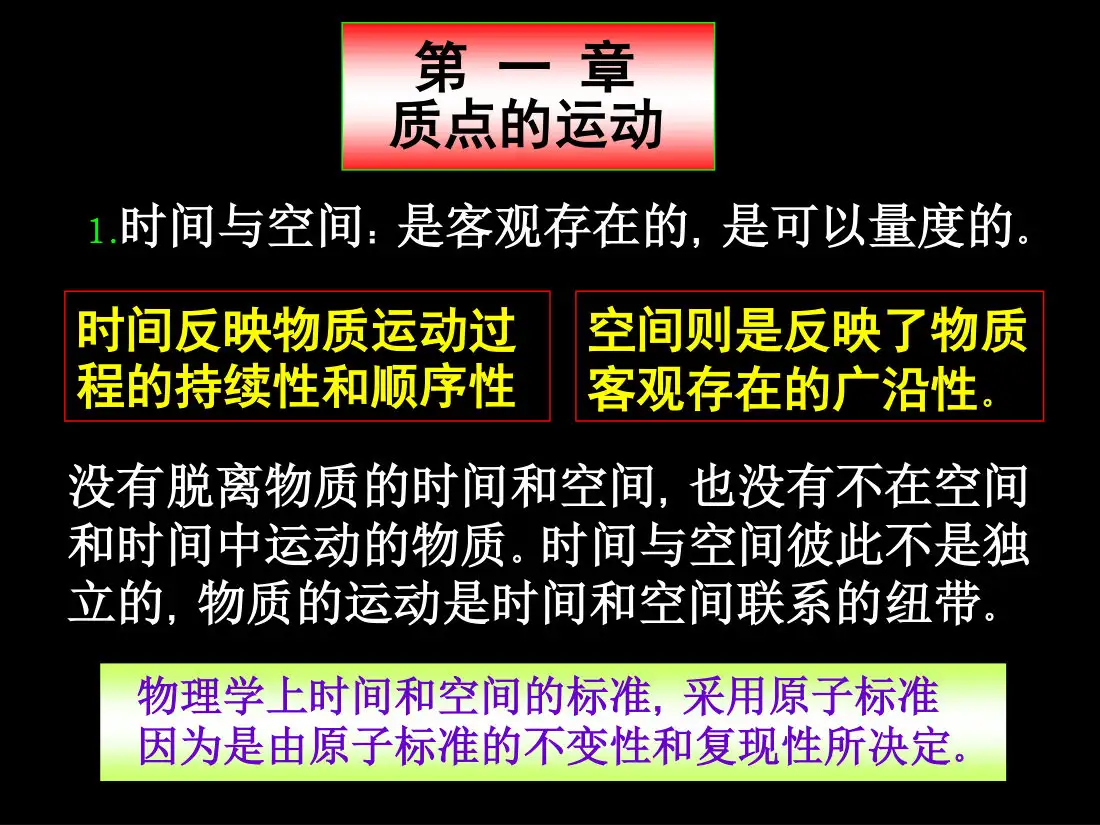 第 一 章
质点的运动
1.时间与空间：是客观存在的，是可以量度的。
时间反映物质运动过
程的持续性和顺序性
空间则是反映了物质
客观存在的广沿性。
没有脱离物质的时间和空间，也没有不在空间
和时间中运动的物质。时间与空间彼此不是独
立的，物质的运动是时间和空间联系的纽带。
物理学上时间和空间的标准，采用原子标准
因为是由原子标准的不变性和复现性所决定。